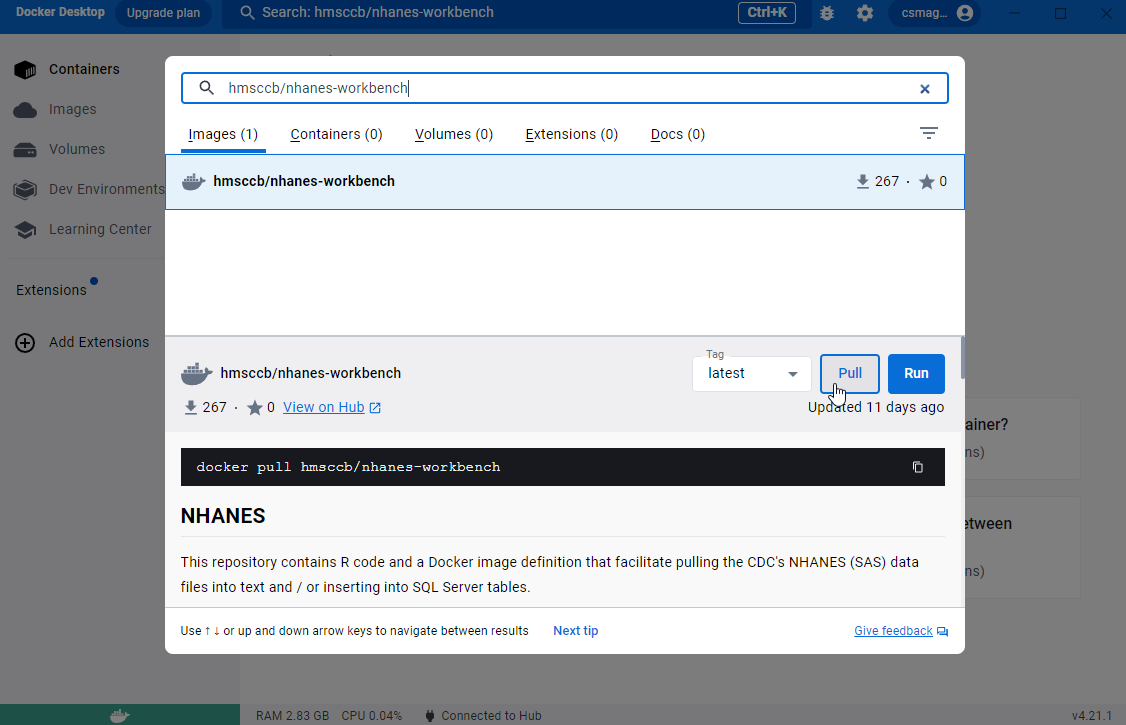 Docker Desktop Upgrade plan Search: hmsccb/nhanes-workbench Ctrl+K csmag...
Containers
Images
Volumes
Dev Environments
Learning Center
Extensions
Add Extensions
hmsccb/nhanes-workbench
Images (1) Containers (0) Volumes (0) Extensions (0) Docs (0)
hmsccb/nhanes-workbench 267 · 0
hmsccb/nhanes-workbench
Tag
latest
Pull
Run
267 · 0 View on Hub
Updated 11 days ago
docker pull hmsccb/nhanes-workbench
NHANES
This repository contains R code and a Docker image definition that facilitate pulling the CDC's NHANES (SAS) data
files into text and / or inserting into SQL Server tables.
Use ↑ ↓ or up and down arrow keys to navigate between results Next tip Give feedback
ainer?
ns)
etween
ns)
RAM 2.83 GB CPU 0.04% Connected to Hub v4.21.1